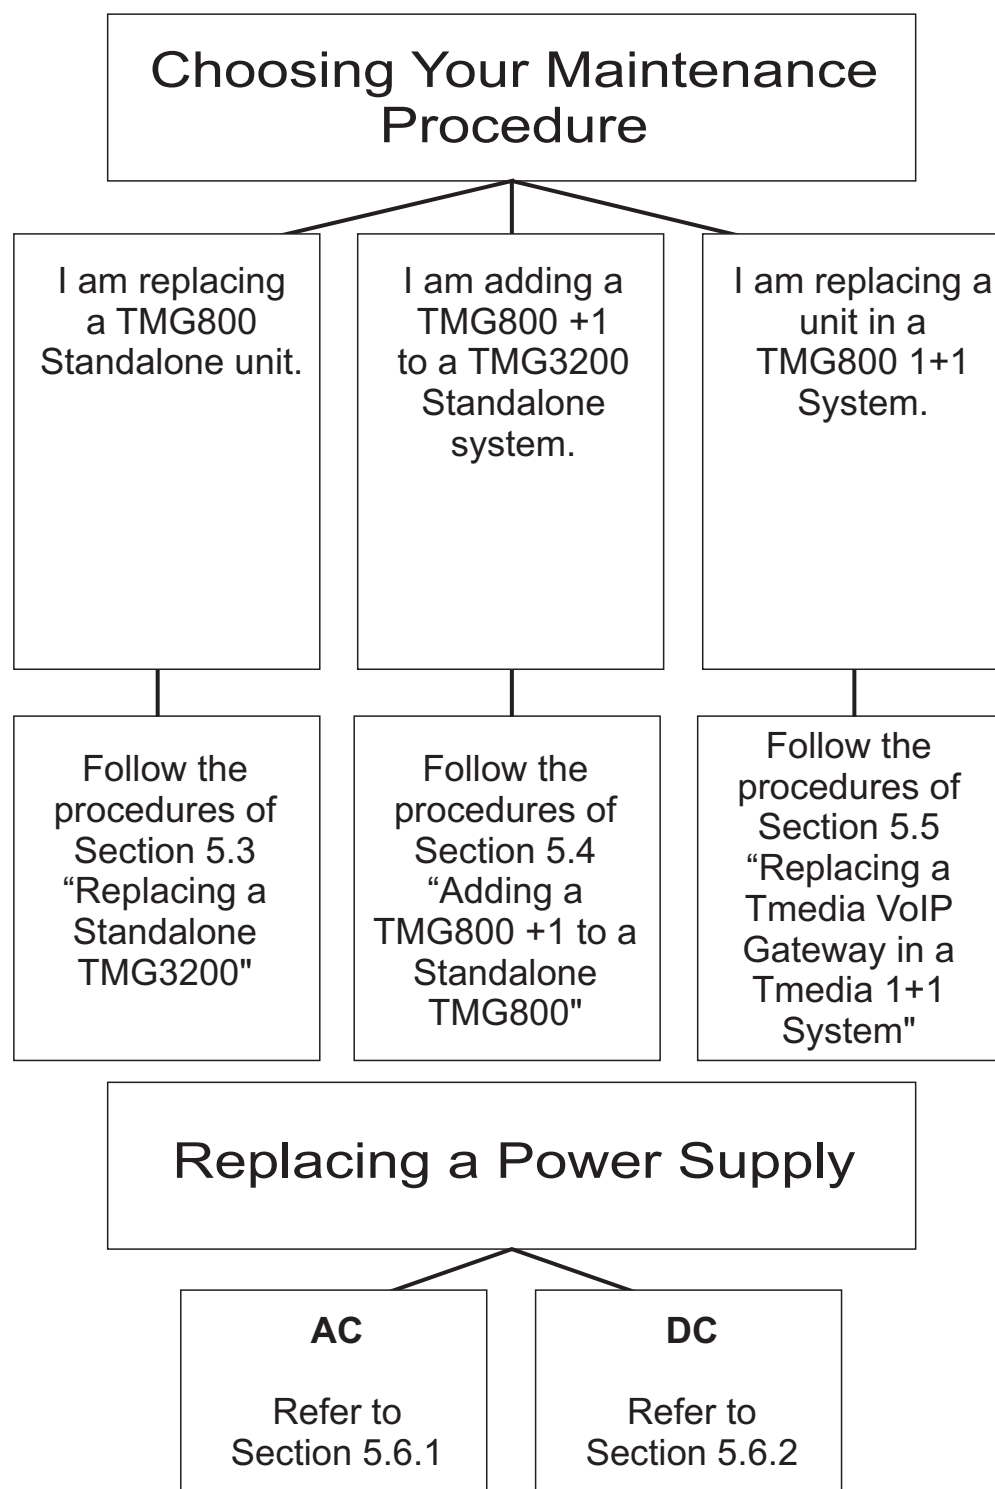 Choosing Your Maintenance
Procedure
I am replacing
a TMG800
Standalone unit.
I am adding a
TMG800 +1
to a TMG3200
Standalone
system.
I am replacing a
unit in a
TMG800 1+1
System.
Follow the
procedures of
Section 5.3
“Replacing a
Standalone
TMG3200"
Follow the
procedures of
Section 5.4
“Adding a
TMG800 +1 to a
Standalone
TMG800"
Follow the
procedures of
Section 5.5
“Replacing a
Tmedia VoIP
Gateway in a
Tmedia 1+1
System"
Replacing a Power Supply
AC
Refer to
Section 5.6.1
DC
Refer to
Section 5.6.2